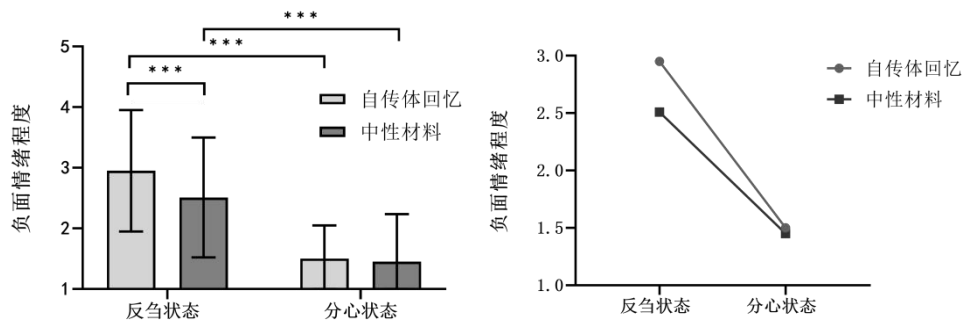 ***
***
***
5
4
3
2
1
负面情绪程度
自传体回忆
中性材料
反刍状态
分心状态
3.0
2.5
2.0
1.5
1.0
负面情绪程度
自传体回忆
中性材料
反刍状态
分心状态